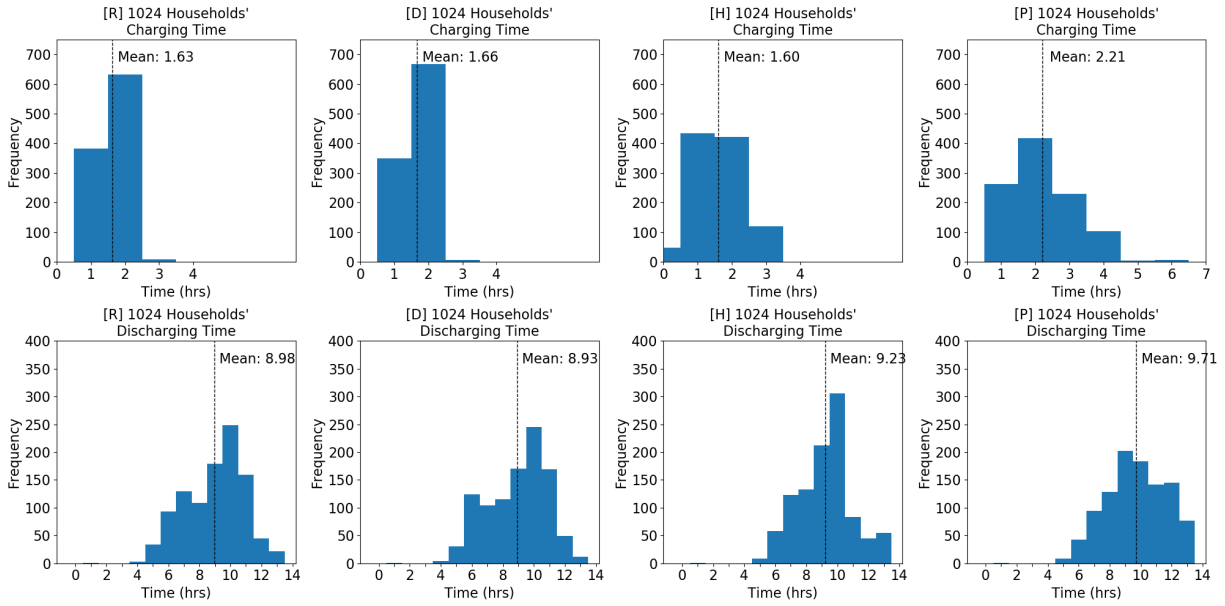 [R] 1024 Households'
Charging Time
[D] 1024 Households'
Charging Time
[H] 1024 Households'
Charging Time
[P] 1024 Households'
Charging Time
700
600
500
400
300
200
100
0
Frequency
Mean: 1.63
0 1 2 3 4
Time (hrs)
700
600
500
400
300
200
100
0
Frequency
Mean: 1.66
0 1 2 3 4
Time (hrs)
700
600
500
400
300
200
100
0
Frequency
Mean: 1.60
0 1 2 3 4
Time (hrs)
700
600
500
400
300
200
100
0
Frequency
Mean: 2.21
0 1 2 3 4 5 6 7
Time (hrs)
[R] 1024 Households'
Discharging Time
[D] 1024 Households'
Discharging Time
[H] 1024 Households'
Discharging Time
[P] 1024 Households'
Discharging Time
400
350
300
250
200
150
100
50
0
Frequency
Mean: 8.98
0 2 4 6 8 10 12 14
Time (hrs)
400
350
300
250
200
150
100
50
0
Frequency
Mean: 8.93
0 2 4 6 8 10 12 14
Time (hrs)
400
350
300
250
200
150
100
50
0
Frequency
Mean: 9.23
0 2 4 6 8 10 12 14
Time (hrs)
400
350
300
250
200
150
100
50
0
Frequency
Mean: 9.71
0 2 4 6 8 10 12 14
Time (hrs)